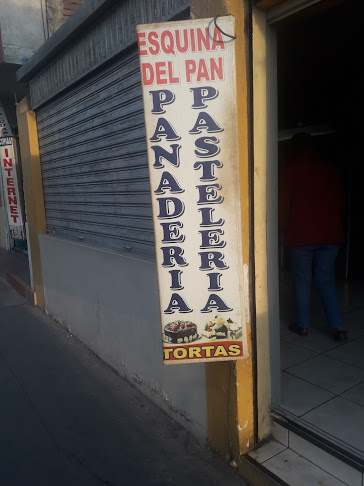 ESQUINA
DEL PAN
PANADERIA
PASTELERIA
TORTAS
INTERNET